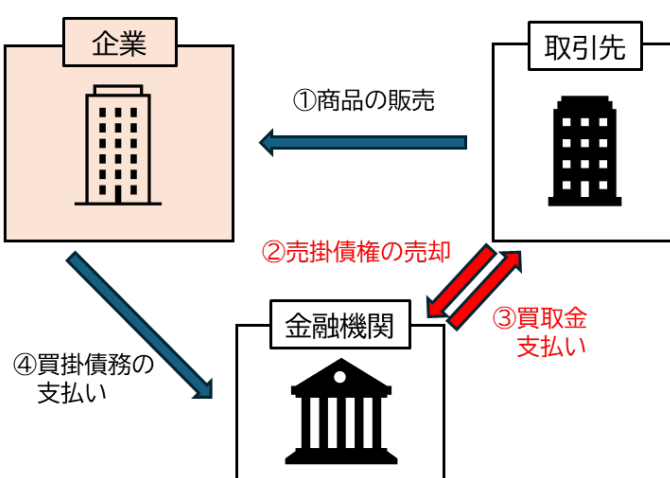 企業
取引先
①商品の販売
②売掛債権の売却
金融機関
③買取金
支払い
④買掛債務の
支払い